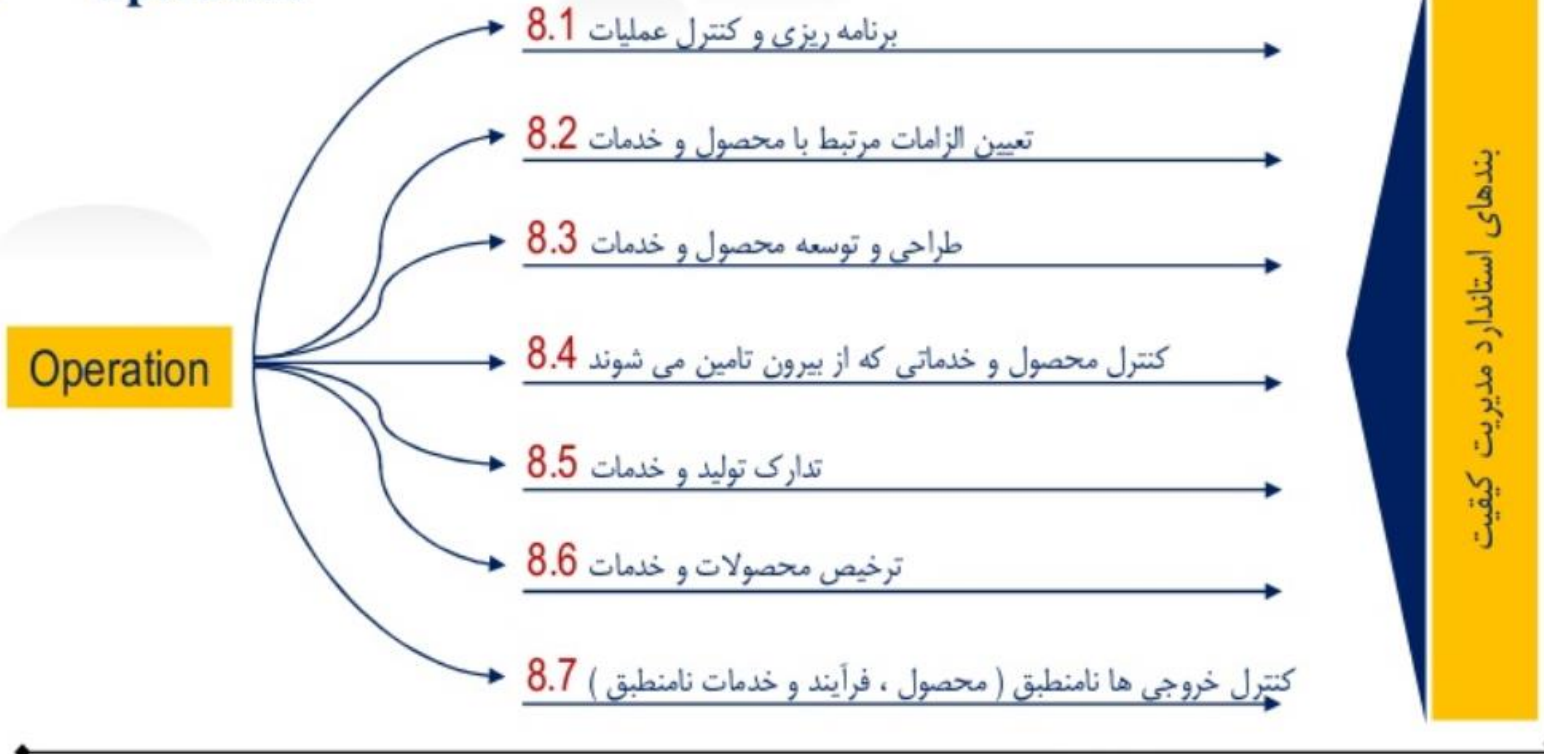 8.1 برنامه ریزی و کنترل عملیات
8.2 تعیین الزامات مرتبط با محصول و خدمات
8.3 طراحی و توسعه محصول و خدمات
Operation
8.4 کنترل محصول و خدماتی که از بیرون تامین می شوند
8.5 تدارک تولید و خدمات
8.6 ترخیص محصولات و خدمات
8.7 کنترل خروجی ها نامنطبق ( محصول ، فرآیند و خدمات نامنطبق )
بندهای استاندارد مدیریت کیفیت